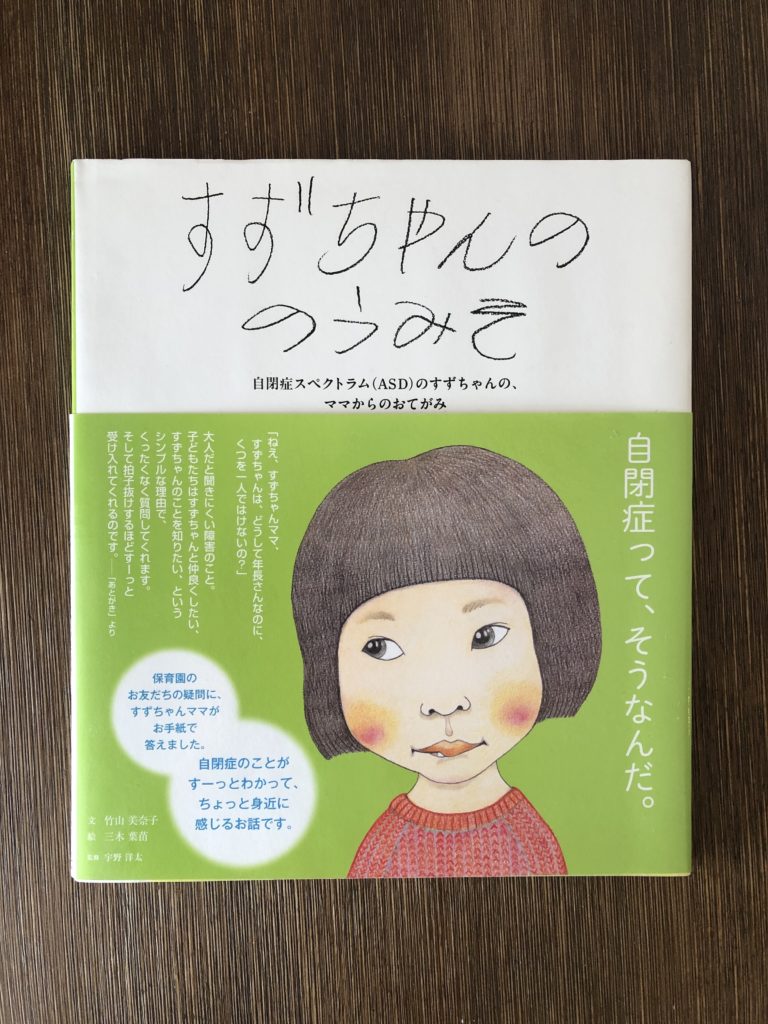 すずちゃんの
のうみそ
自閉症スペクトラム(ASD)のすずちゃんの、
ママからのおてがみ
自閉症って、そうなんだ。
「ねえ、すずちゃんママ、
すずちゃんは、どうして年長さんなのに、
くつを一人ではけないの?」
大人だと聞きにくい障害のこと。
子どもたちはすずちゃんと仲良くしたい、
すずちゃんのことを知りたい、という
シンプルな理由で、
くったくなく質問してくれます。
そして拍子抜けするほどすーっと
受け入れてくれるのです。——「あとがき」より
保育園の
お友だちの疑問に、
すずちゃんママが
お手紙で
答えました。
自閉症のことが
すーっとわかって、
ちょっと身近に
感じるお話です。
文 竹山 美奈子
絵 三木 葉苗
監修 宇野 洋太